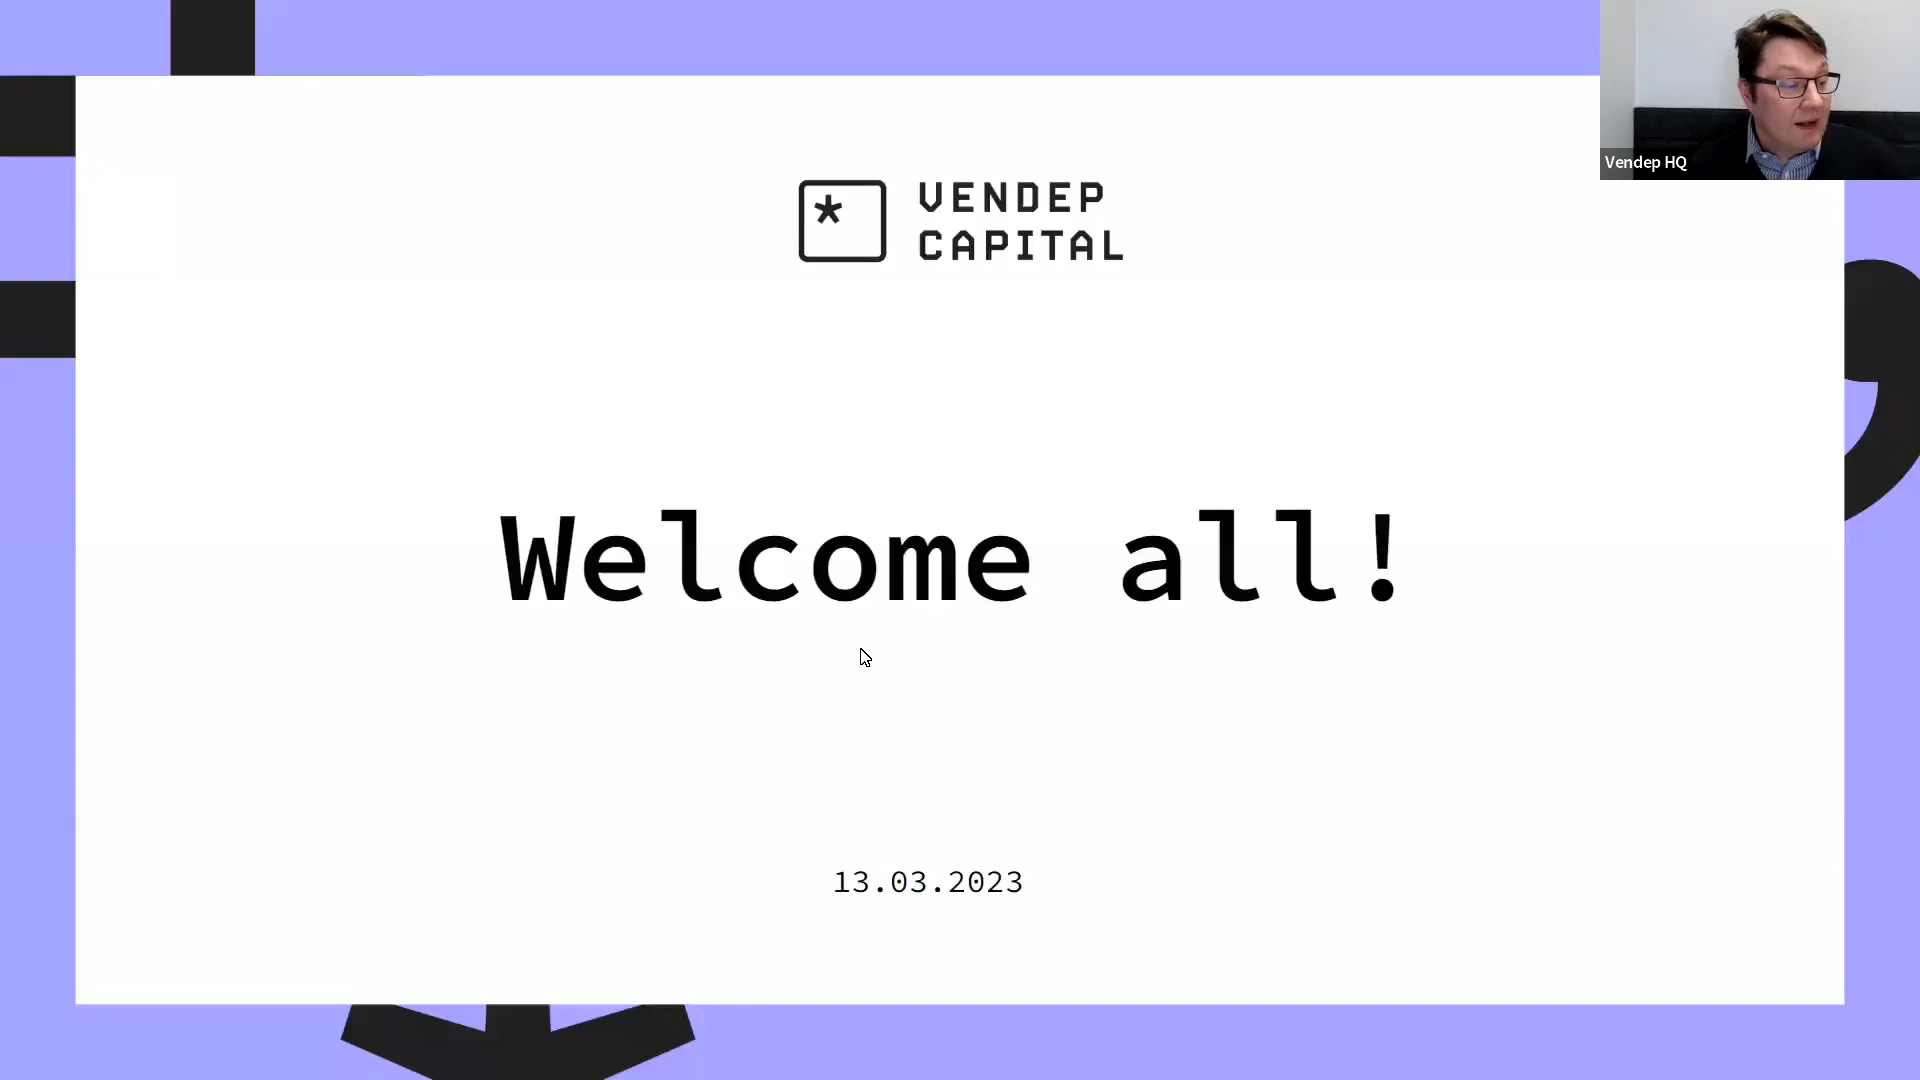 VENDEP
CAPITAL
Vendep HQ
Welcome all!
13.03.2023